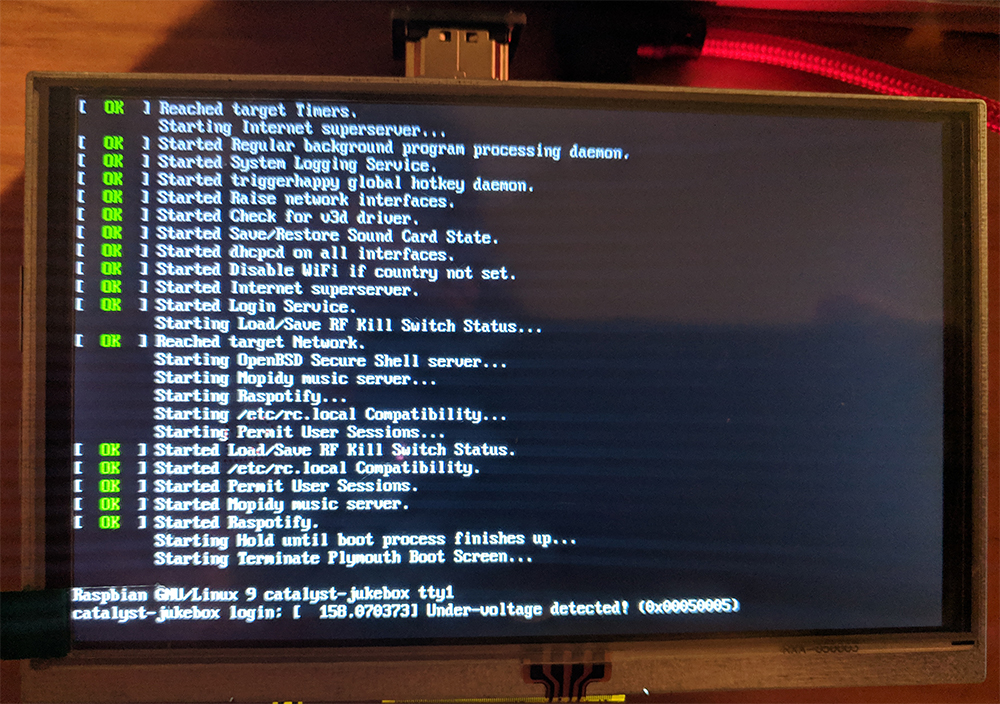 [ OK ] Reached target Timers.
Starting Internet superserver...
[ OK ] Started Regular background program processing daemon.
[ OK ] Started System Logging Service.
[ OK ] Started triggerhappy global hotkey daemon.
[ OK ] Started Raise network interfaces.
[ OK ] Started Check for v3d driver.
[ OK ] Started Save/Restore Sound Card State.
[ OK ] Started dhcpcd on all interfaces.
[ OK ] Started Disable WiFi if country not set.
[ OK ] Started Internet superserver.
[ OK ] Started Login Service.
Starting Load/Save RF Kill Switch Status...
[ OK ] Reached target Network.
Starting OpenBSD Secure Shell server...
Starting Mopidy music server...
Starting Raspotify...
Starting /etc/rc.local Compatibility...
Starting Permit User Sessions...
[ OK ] Started Load/Save RF Kill Switch Status.
[ OK ] Started /etc/rc.local Compatibility.
[ OK ] Started Permit User Sessions.
[ OK ] Started Mopidy music server.
[ OK ] Started Raspotify.
Starting Hold until boot process finishes up...
Starting Terminate Plymouth Boot Screen...
Raspbian GNU/Linux 9 catalyst-jukebox tty1
catalyst-jukebox login: [ 158.070373] Under-voltage detected! (0x00050005)